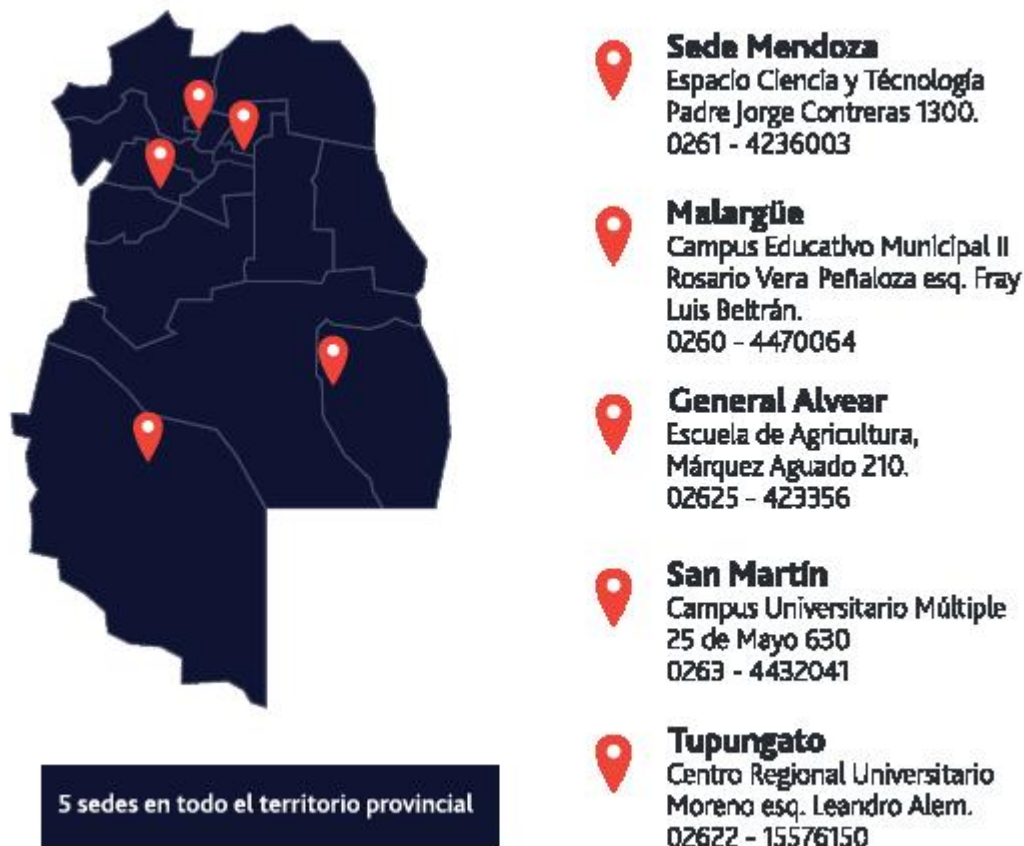 Sede Mendoza
Espacio Ciencia y Técnología
Padre Jorge Contreras 1300.
0261 - 4236003
Malargüe
Campus Educativo Municipal II
Rosario Vera Peñaloza esq. Fray
Luis Beltrán.
0260 - 4470064
General Alvear
Escuela de Agricultura,
Márquez Aguado 210.
02625 - 423356
San Martín
Campus Universitario Múltiple
25 de Mayo 630
0263 - 4432041
Tupungato
Centro Regional Universitario
Moreno esq. Leandro Alem.
02622 - 15576150
5 sedes en todo el territorio provincial